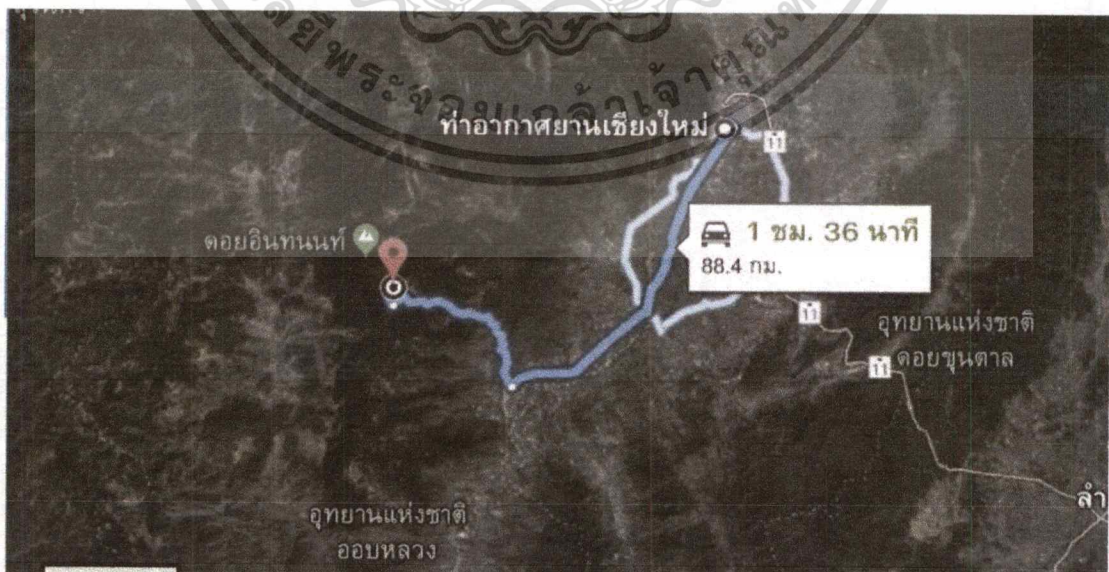 ท่าอากาศยานเชียงใหม่
11
ดอยอินทนนท์
1 ชม. 36 นาที
88.4 กม.
11
อุทยานแห่งชาติ
ดอยขุนตาล
11
อุทยานแห่งชาติ
ออบหลวง
ลำ